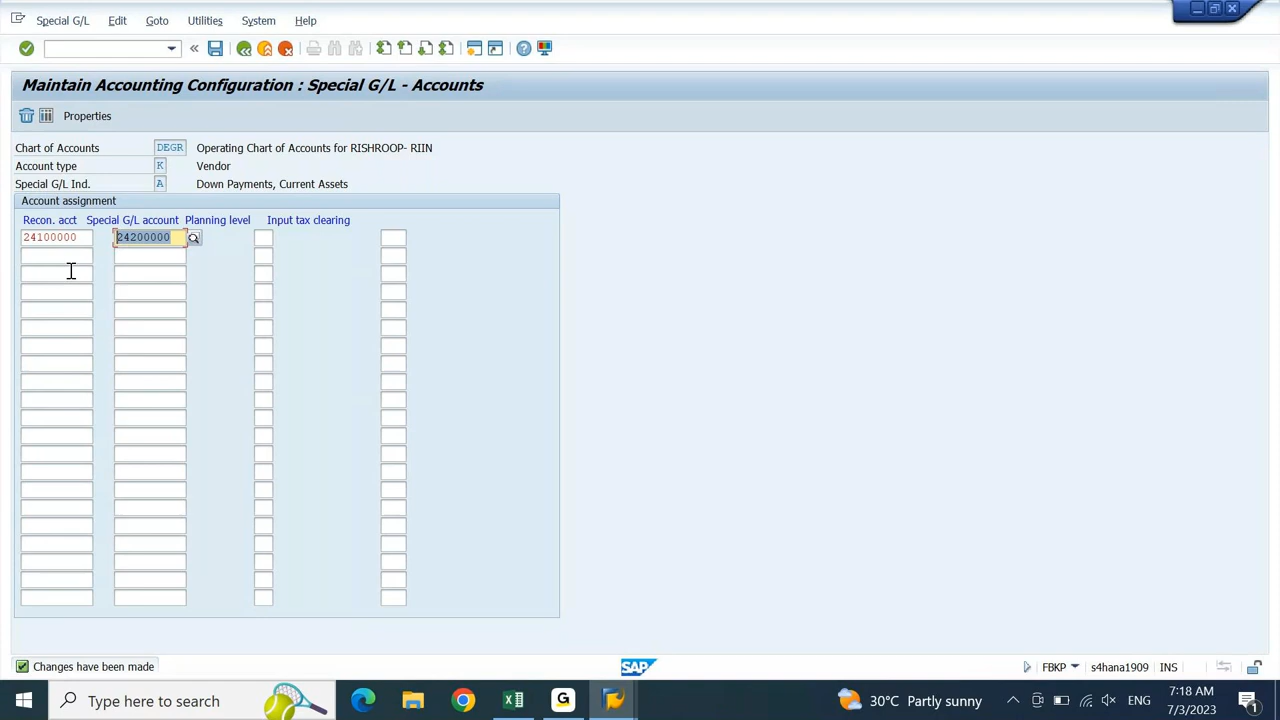 Special G/L Edit Goto Utilities System Help
Maintain Accounting Configuration : Special G/L - Accounts
Properties
Chart of Accounts DEGR Operating Chart of Accounts for RISHROOP- RIIN
Account type K Vendor
Special G/L Ind. A Down Payments, Current Assets
Account assignment
Recon. acct Special G/L account Planning level Input tax clearing
24100000 24200000
Changes have been made
SAP
FBKP s4hana1909 INS
Type here to search
30°C Partly sunny
ENG
7:18 AM
7/3/2023
1